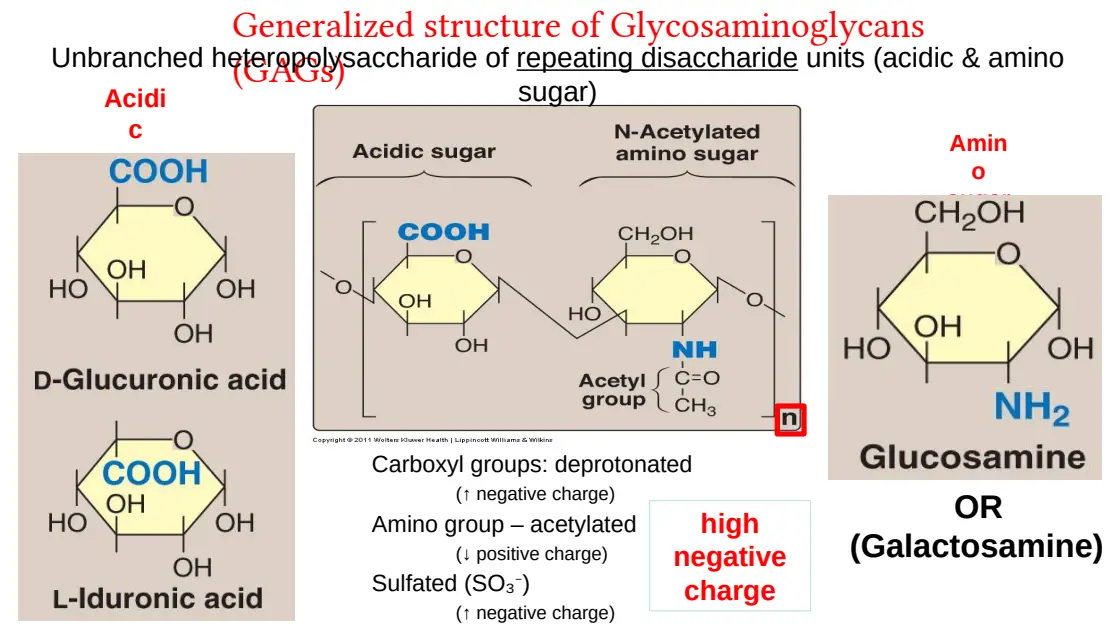 Generalized structure of Glycosaminoglycans
(GAGs)
Unbranched heteropolysaccharide of repeating disaccharide units (acidic & amino
sugar)
Acidi
c
COOH
O
OH
HO
OH
OH
D-Glucuronic acid
O
COOH
OH
HO
OH
OH
L-Iduronic acid
Acidic sugar
N-Acetylated
amino sugar
COOH
CH2OH
O
O
O
O
OH
HO
OH
NH
Acetyl
group
C=O
CH3
n
Copyright © 2011 Wolters Kluwer Health | Lippincott Williams & Wilkins
Carboxyl groups: deprotonated
(↑ negative charge)
Amino group – acetylated
(↓ positive charge)
Sulfated (SO₃⁻)
(↑ negative charge)
high
negative
charge
Amin
o
sugar
CH2OH
O
OH
HO
OH
NH2
Glucosamine
OR
(Galactosamine)